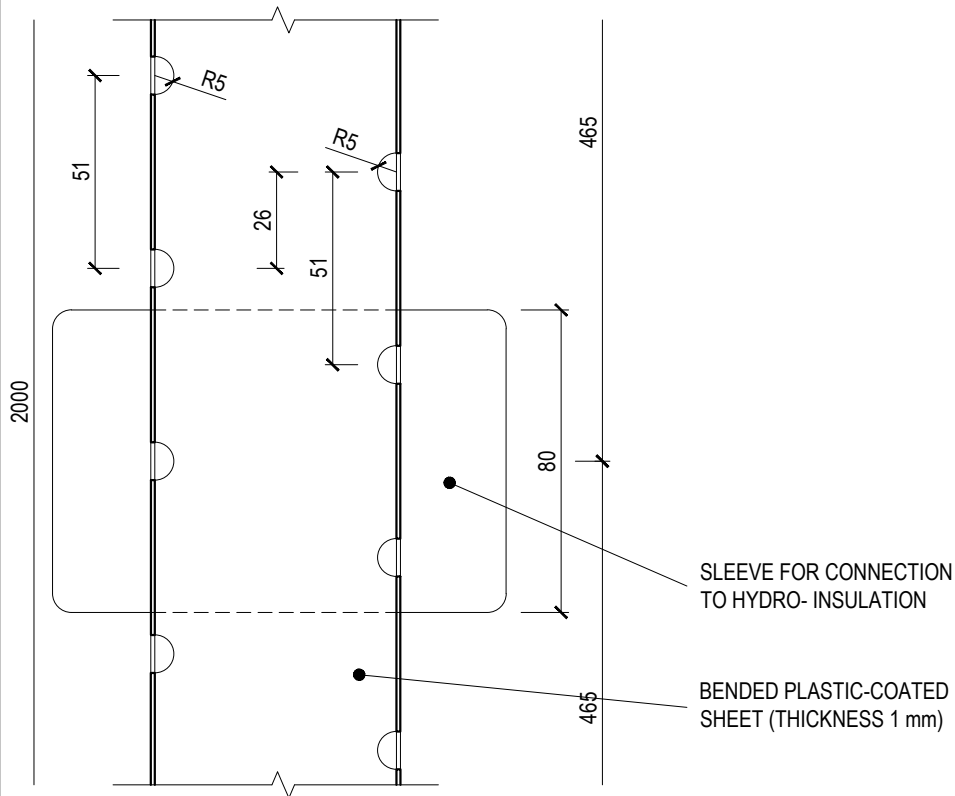 R5
465
R5
51
26
51
2000
80
SLEEVE FOR CONNECTION
TO HYDRO- INSULATION
BENDED PLASTIC-COATED
SHEET (THICKNESS 1 mm)
465